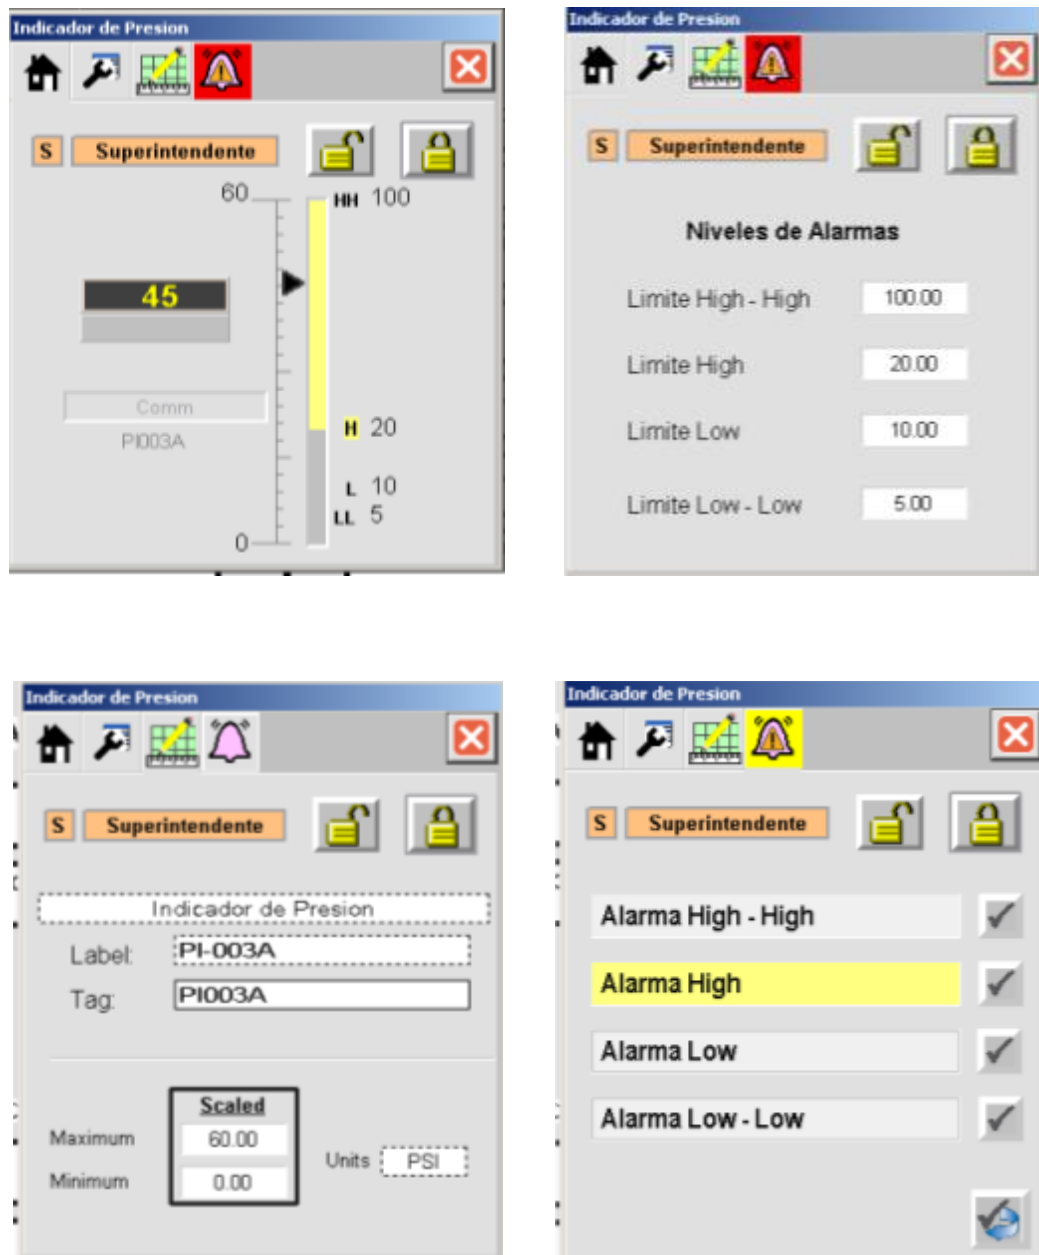 Indicador de Presion
S Superintendente
60 HH 100
45
Comm
PI003A
H 20
L 10
LL 5
0
Indicador de Presion
S Superintendente
Niveles de Alarmas
Limite High - High 100.00
Limite High 20.00
Limite Low 10.00
Limite Low - Low 5.00
Indicador de Presion
S Superintendente
Indicador de Presion
Label: PI-003A
Tag: PI003A
Scaled
Maximum 60.00
Units PSI
Minimum 0.00
Indicador de Presion
S Superintendente
Alarma High - High
Alarma High
Alarma Low
Alarma Low - Low